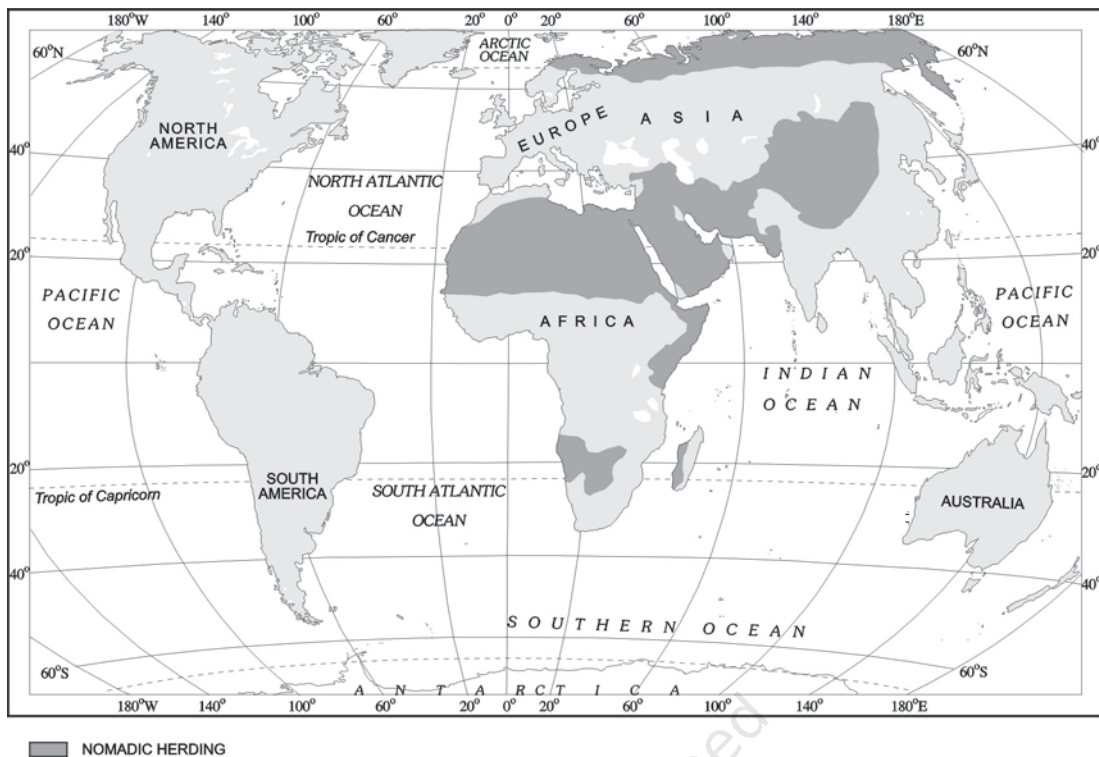 180°W 140° 100° 60° 20° 0° 20° 60° 100° 140° 180°E
60°N
ARCTIC
OCEAN
60°N
NORTH
AMERICA
EUROPE
ASIA
40°
40°
NORTH ATLANTIC
OCEAN
Tropic of Cancer
20°
20°
PACIFIC
OCEAN
AFRICA
PACIFIC
OCEAN
INDIAN
OCEAN
20°
20°
Tropic of Capricorn
SOUTH
AMERICA
SOUTH ATLANTIC
OCEAN
AUSTRALIA
40°
40°
SOUTHERN OCEAN
60°S
60°S
ANTARCTICA
180°W 140° 100° 60° 20° 0° 20° 60° 100° 140° 180°E
NOMADIC HERDING